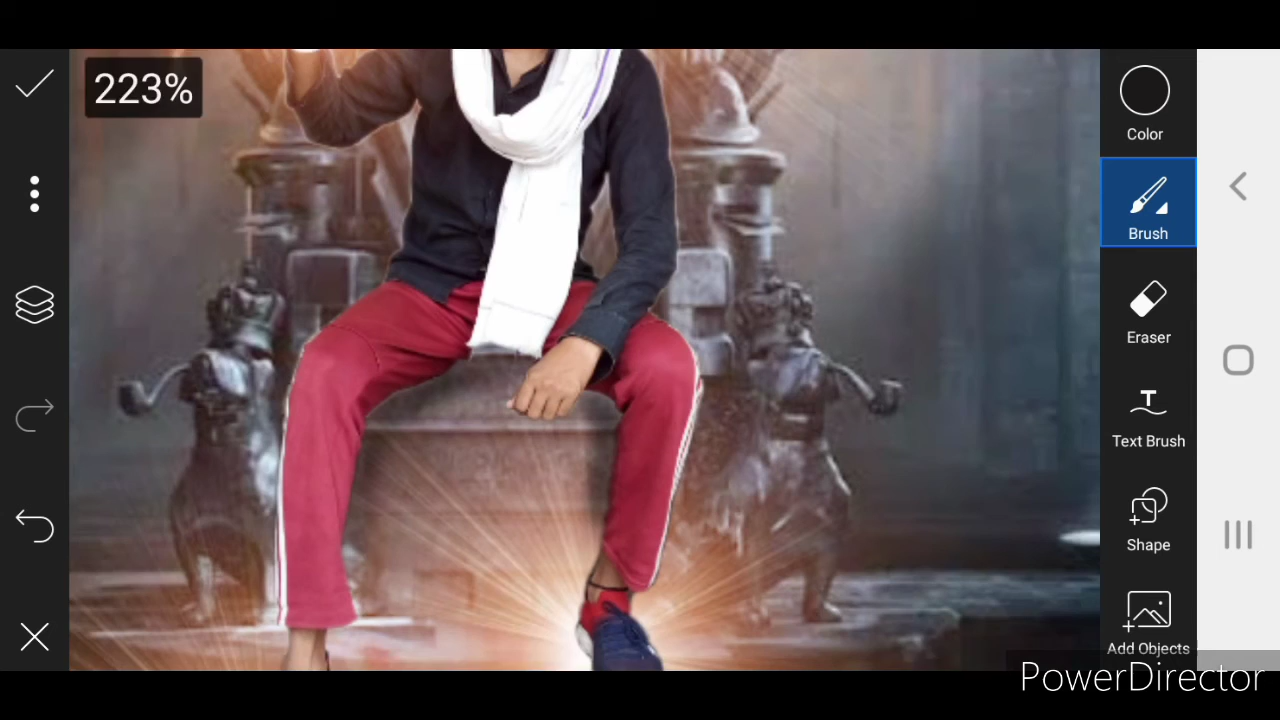 223%
Color
Brush
Eraser
Text Brush
Shape
Add Objects
PowerDirector